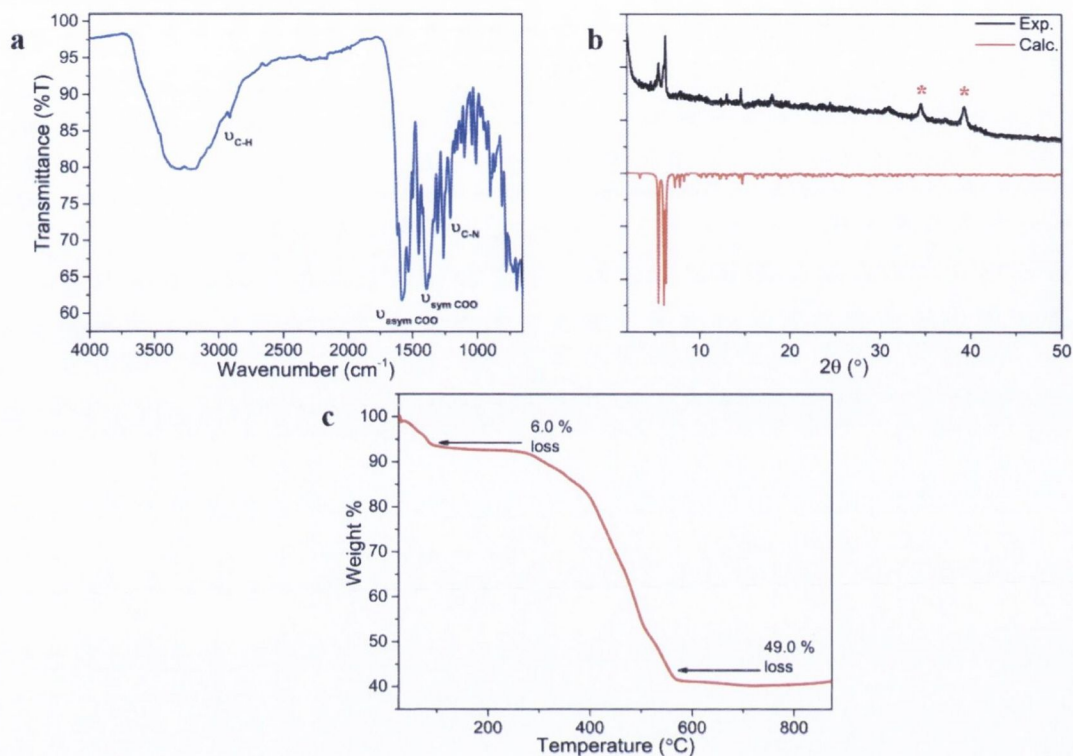 a
100
95
90
85
80
75
70
65
60
Transmittance (%T)
υC-H
υC-N
υsym COO
υasym COO
4000 3500 3000 2500 2000 1500 1000
Wavenumber (cm-1)
b
Exp.
Calc.
* *
10 20 30 40 50
2θ (°)
c
100
90
80
70
60
50
40
Weight %
6.0 %
loss
49.0 %
loss
200 400 600 800
Temperature (°C)